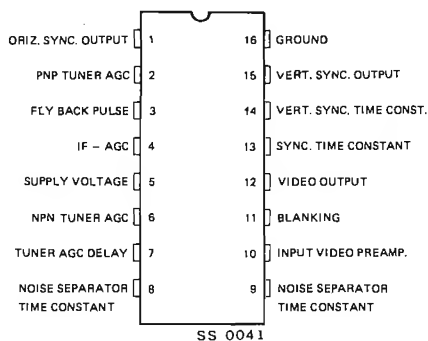 ORIZ. SYNC. OUTPUT 1
PNP TUNER AGC 2
FLY BACK PULSE 3
IF – AGC 4
SUPPLY VOLTAGE 5
NPN TUNER AGC 6
TUNER AGC DELAY 7
NOISE SEPARATOR 8
TIME CONSTANT
16 GROUND
15 VERT. SYNC. OUTPUT
14 VERT. SYNC. TIME CONST.
13 SYNC. TIME CONSTANT
12 VIDEO OUTPUT
11 BLANKING
10 INPUT VIDEO PREAMP.
9 NOISE SEPARATOR
TIME CONSTANT
SS 0041